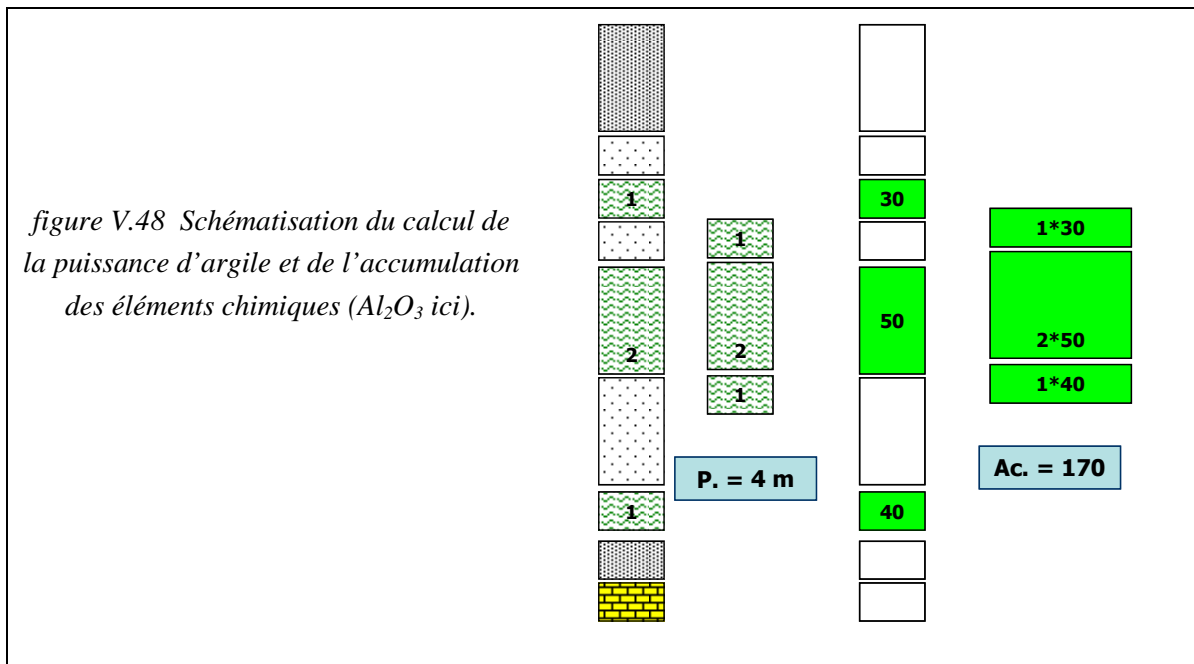 figure V.48 Schématisation du calcul de
la puissance d'argile et de l'accumulation
des éléments chimiques (Al₂O₃ ici).
1
2
1
1
2
1
P. = 4 m
30
50
40
1*30
2*50
1*40
Ac. = 170